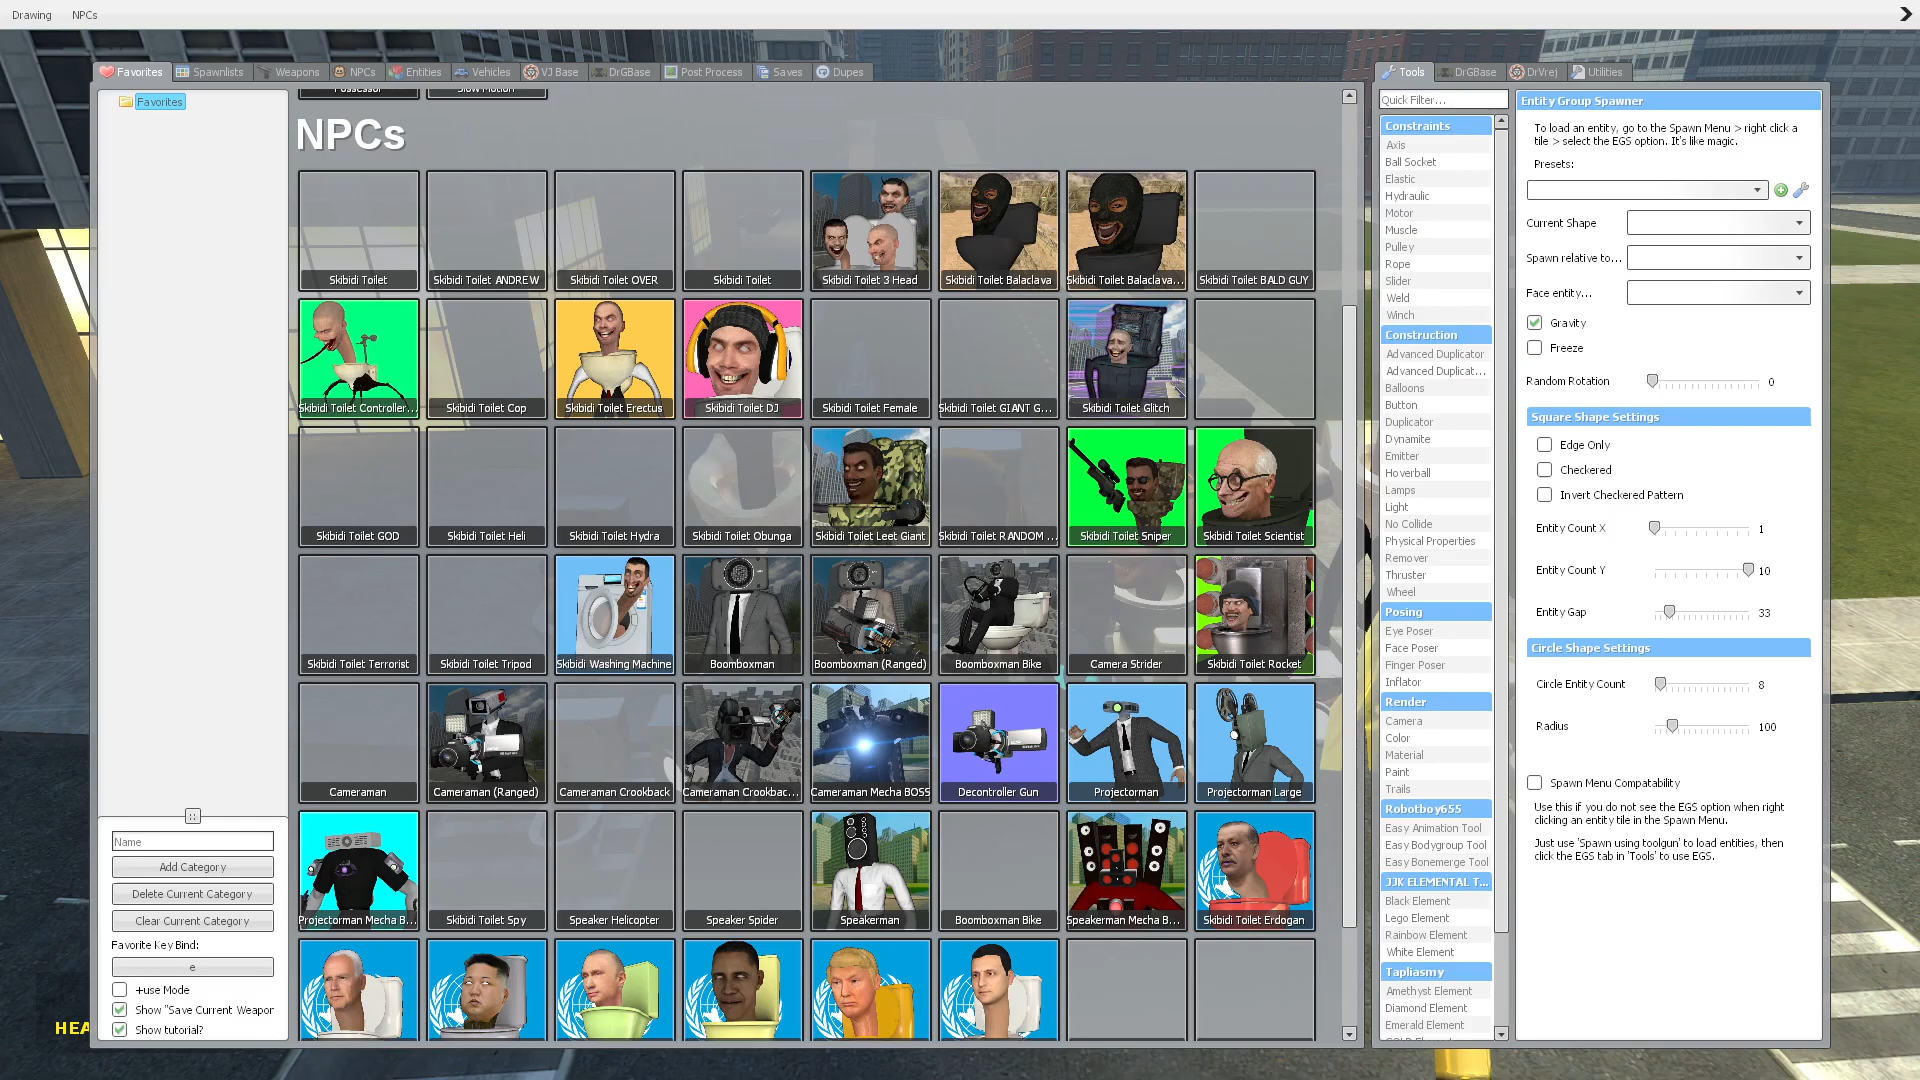 Drawing NPCs
Favorites Spawnlists Weapons NPCs Entities Vehicles VJ Base DrGBase Post Process Saves Dupes
Favorites
Possessor Slow Motion
NPCs
Skibidi Toilet Skibidi Toilet ANDREW Skibidi Toilet OVER Skibidi Toilet Skibidi Toilet 3 Head Skibidi Toilet Balaclava Skibidi Toilet Balaclava... Skibidi Toilet BALD GUY
Skibidi Toilet Controller... Skibidi Toilet Cop Skibidi Toilet Erectus Skibidi Toilet DJ Skibidi Toilet Female Skibidi Toilet GIANT G... Skibidi Toilet Glitch
Skibidi Toilet GOD Skibidi Toilet Heli Skibidi Toilet Hydra Skibidi Toilet Obunga Skibidi Toilet Leet Giant Skibidi Toilet RANDOM ... Skibidi Toilet Sniper Skibidi Toilet Scientist
Skibidi Toilet Terrorist Skibidi Toilet Tripod Skibidi Washing Machine Boomboxman Boomboxman (Ranged) Boomboxman Bike Camera Strider Skibidi Toilet Rocket
Cameraman Cameraman (Ranged) Cameraman Crookback Cameraman Crookbac... Cameraman Mecha BOSS Decontroller Gun Projectorman Projectorman Large
Projectorman Mecha B... Skibidi Toilet Spy Speaker Helicopter Speaker Spider Speakerman Boomboxman Bike Speakerman Mecha B... Skibidi Toilet Erdogan
Name
Add Category
Delete Current Category
Clear Current Category
Favorite Key Bind:
e
+use Mode
Show "Save Current Weapon
Show tutorial?
HEA
Tools DrGBase DrVrej Utilities
Quick Filter...
Constraints
Axis
Ball Socket
Elastic
Hydraulic
Motor
Muscle
Pulley
Rope
Slider
Weld
Winch
Construction
Advanced Duplicator
Advanced Duplicat...
Balloons
Button
Duplicator
Dynamite
Emitter
Hoverball
Lamps
Light
No Collide
Physical Properties
Remover
Thruster
Wheel
Posing
Eye Poser
Face Poser
Finger Poser
Inflator
Render
Camera
Color
Material
Paint
Trails
Robotboy655
Easy Animation Tool
Easy Bodygroup Tool
Easy Bonemerge Tool
JJK ELEMENTAL T...
Black Element
Lego Element
Rainbow Element
White Element
Tapliasmy
Amethyst Element
Diamond Element
Emerald Element
Entity Group Spawner
To load an entity, go to the Spawn Menu > right click a
tile > select the EGS option. It's like magic.
Presets:
Current Shape
Spawn relative to...
Face entity...
Gravity
Freeze
Random Rotation 0
Square Shape Settings
Edge Only
Checkered
Invert Checkered Pattern
Entity Count X 1
Entity Count Y 10
Entity Gap 33
Circle Shape Settings
Circle Entity Count 8
Radius 100
Spawn Menu Compatability
Use this if you do not see the EGS option when right
clicking an entity tile in the Spawn Menu.
Just use 'Spawn using toolgun' to load entities, then
click the EGS tab in 'Tools' to use EGS.